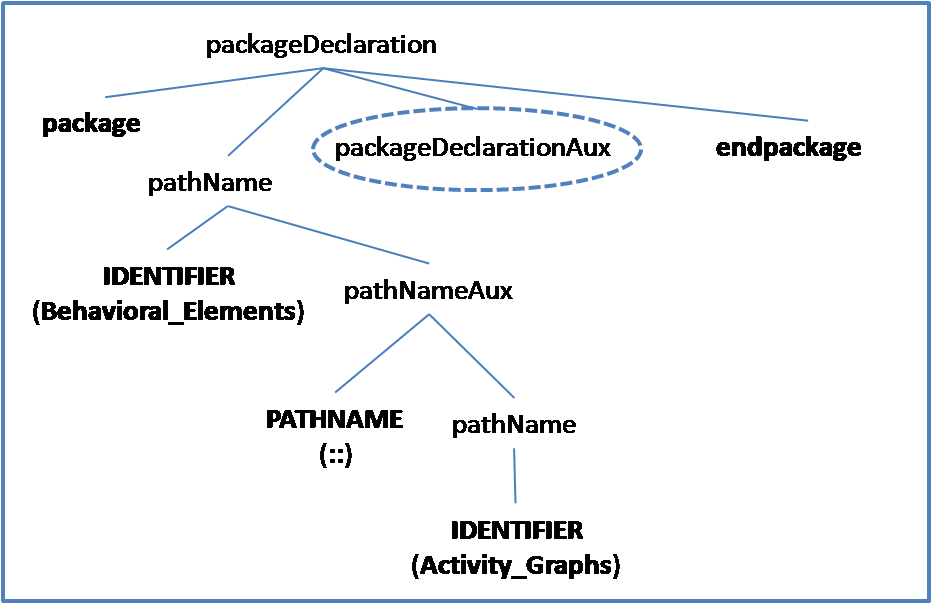 packageDeclaration
package
packageDeclarationAux
endpackage
pathName
IDENTIFIER
(Behavioral_Elements)
pathNameAux
PATHNAME
(::)
pathName
IDENTIFIER
(Activity_Graphs)